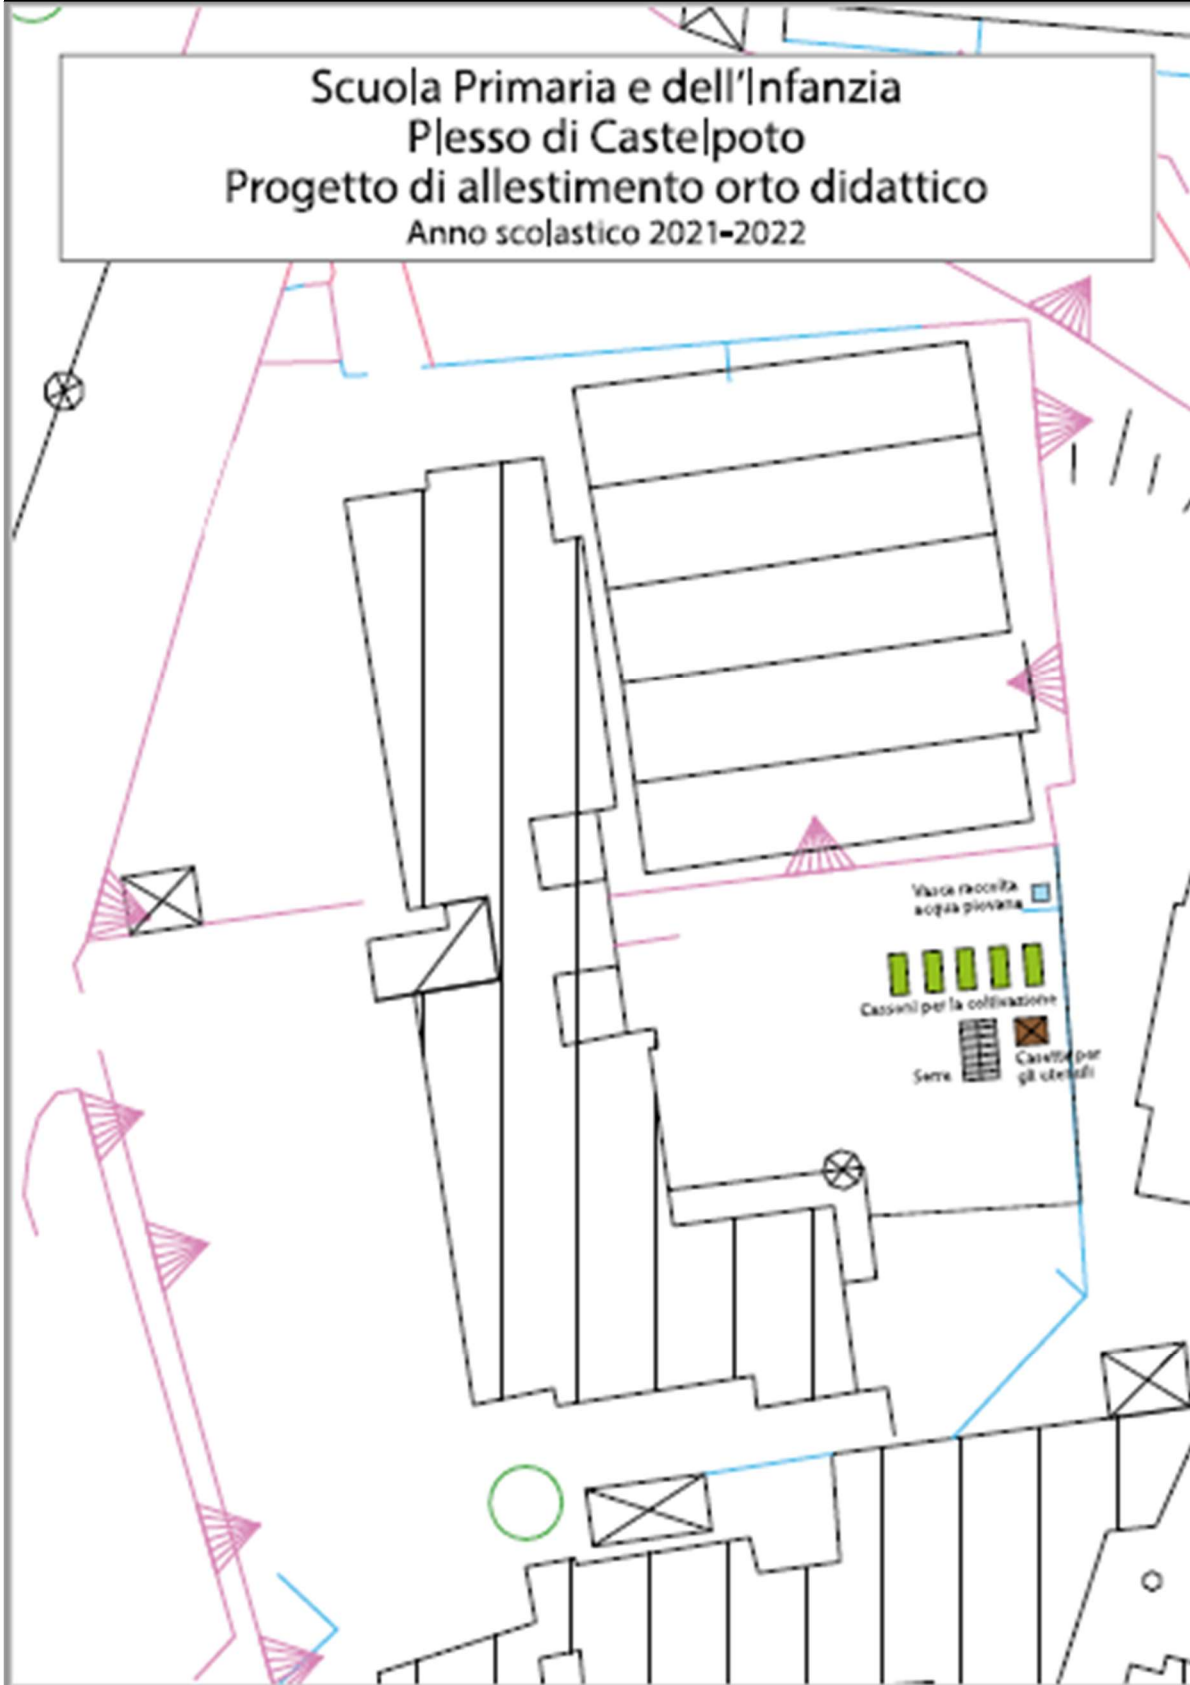 Scuola Primaria e dell'Infanzia
Plesso di Castelpoto
Progetto di allestimento orto didattico
Anno scolastico 2021-2022
Vasca raccolta
acqua piovana
Cassoni per la coltivazione
Serra
Casetta per
gli utensili